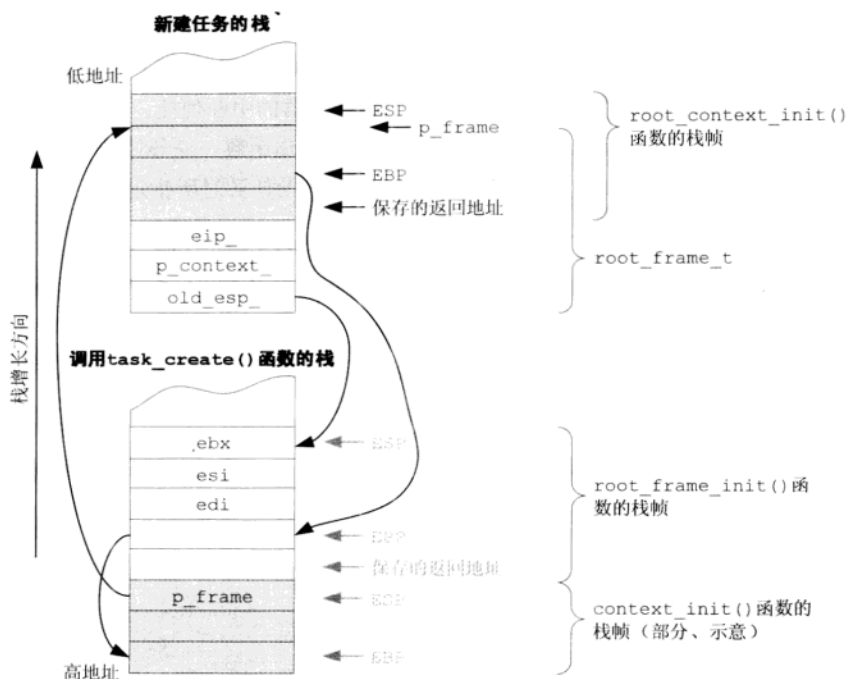 新建任务的栈
低地址
ESP
p_frame
root_context_init()
函数的栈帧
EBP
保存的返回地址
eip_
p_context_
root_frame_t
old_esp_
栈增长方向
调用task_create()函数的栈
ebx
ESP
esi
edi
root_frame_init()函
数的栈帧
EBP
保存的返回地址
p_frame
ESP
context_init()函数的
栈帧（部分、示意）
EBP
高地址